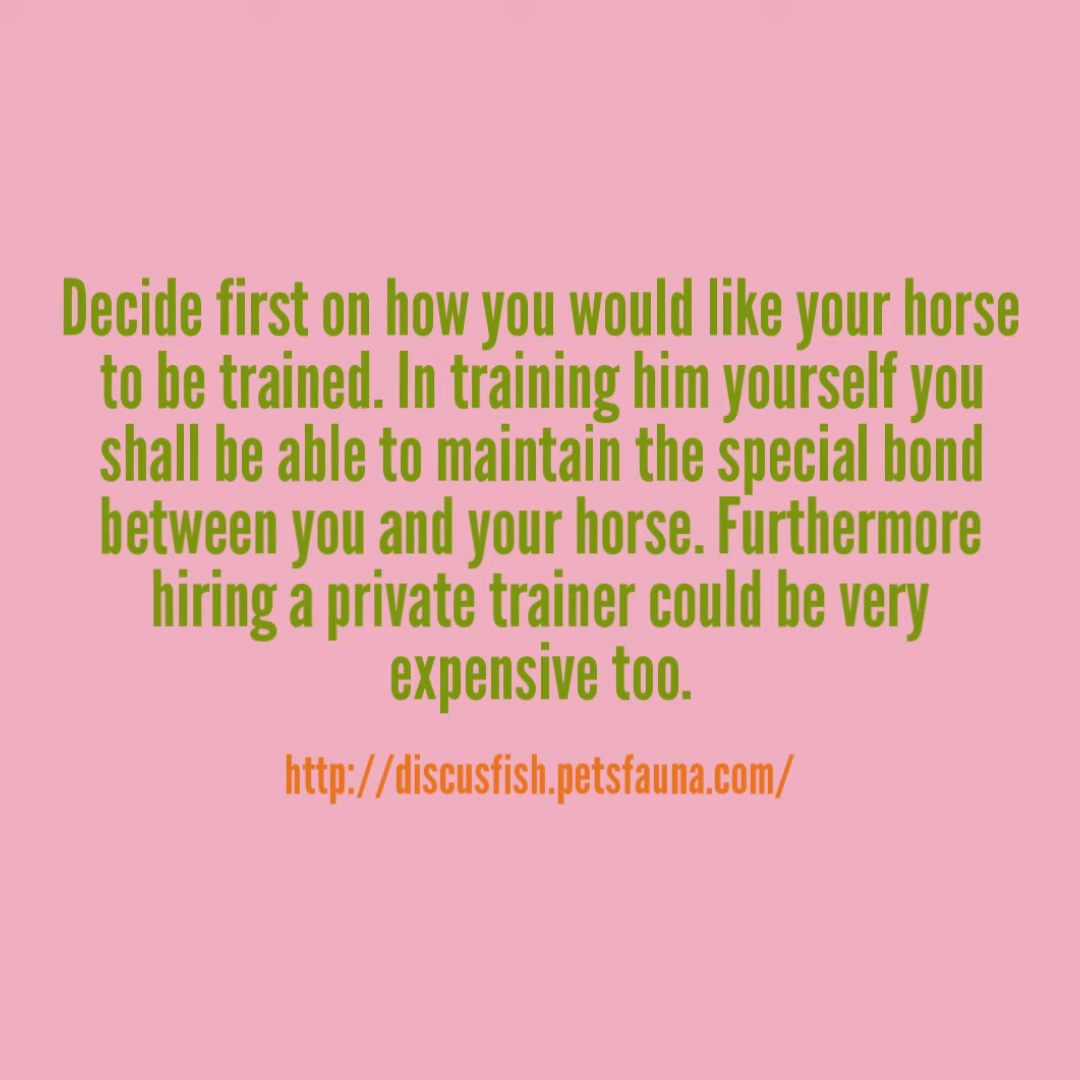 Decide first on how you would like your horse
to be trained. In training him yourself you
shall be able to maintain the special bond
between you and your horse. Furthermore
hiring a private trainer could be very
expensive too.
http://discusfish.petsfauna.com/